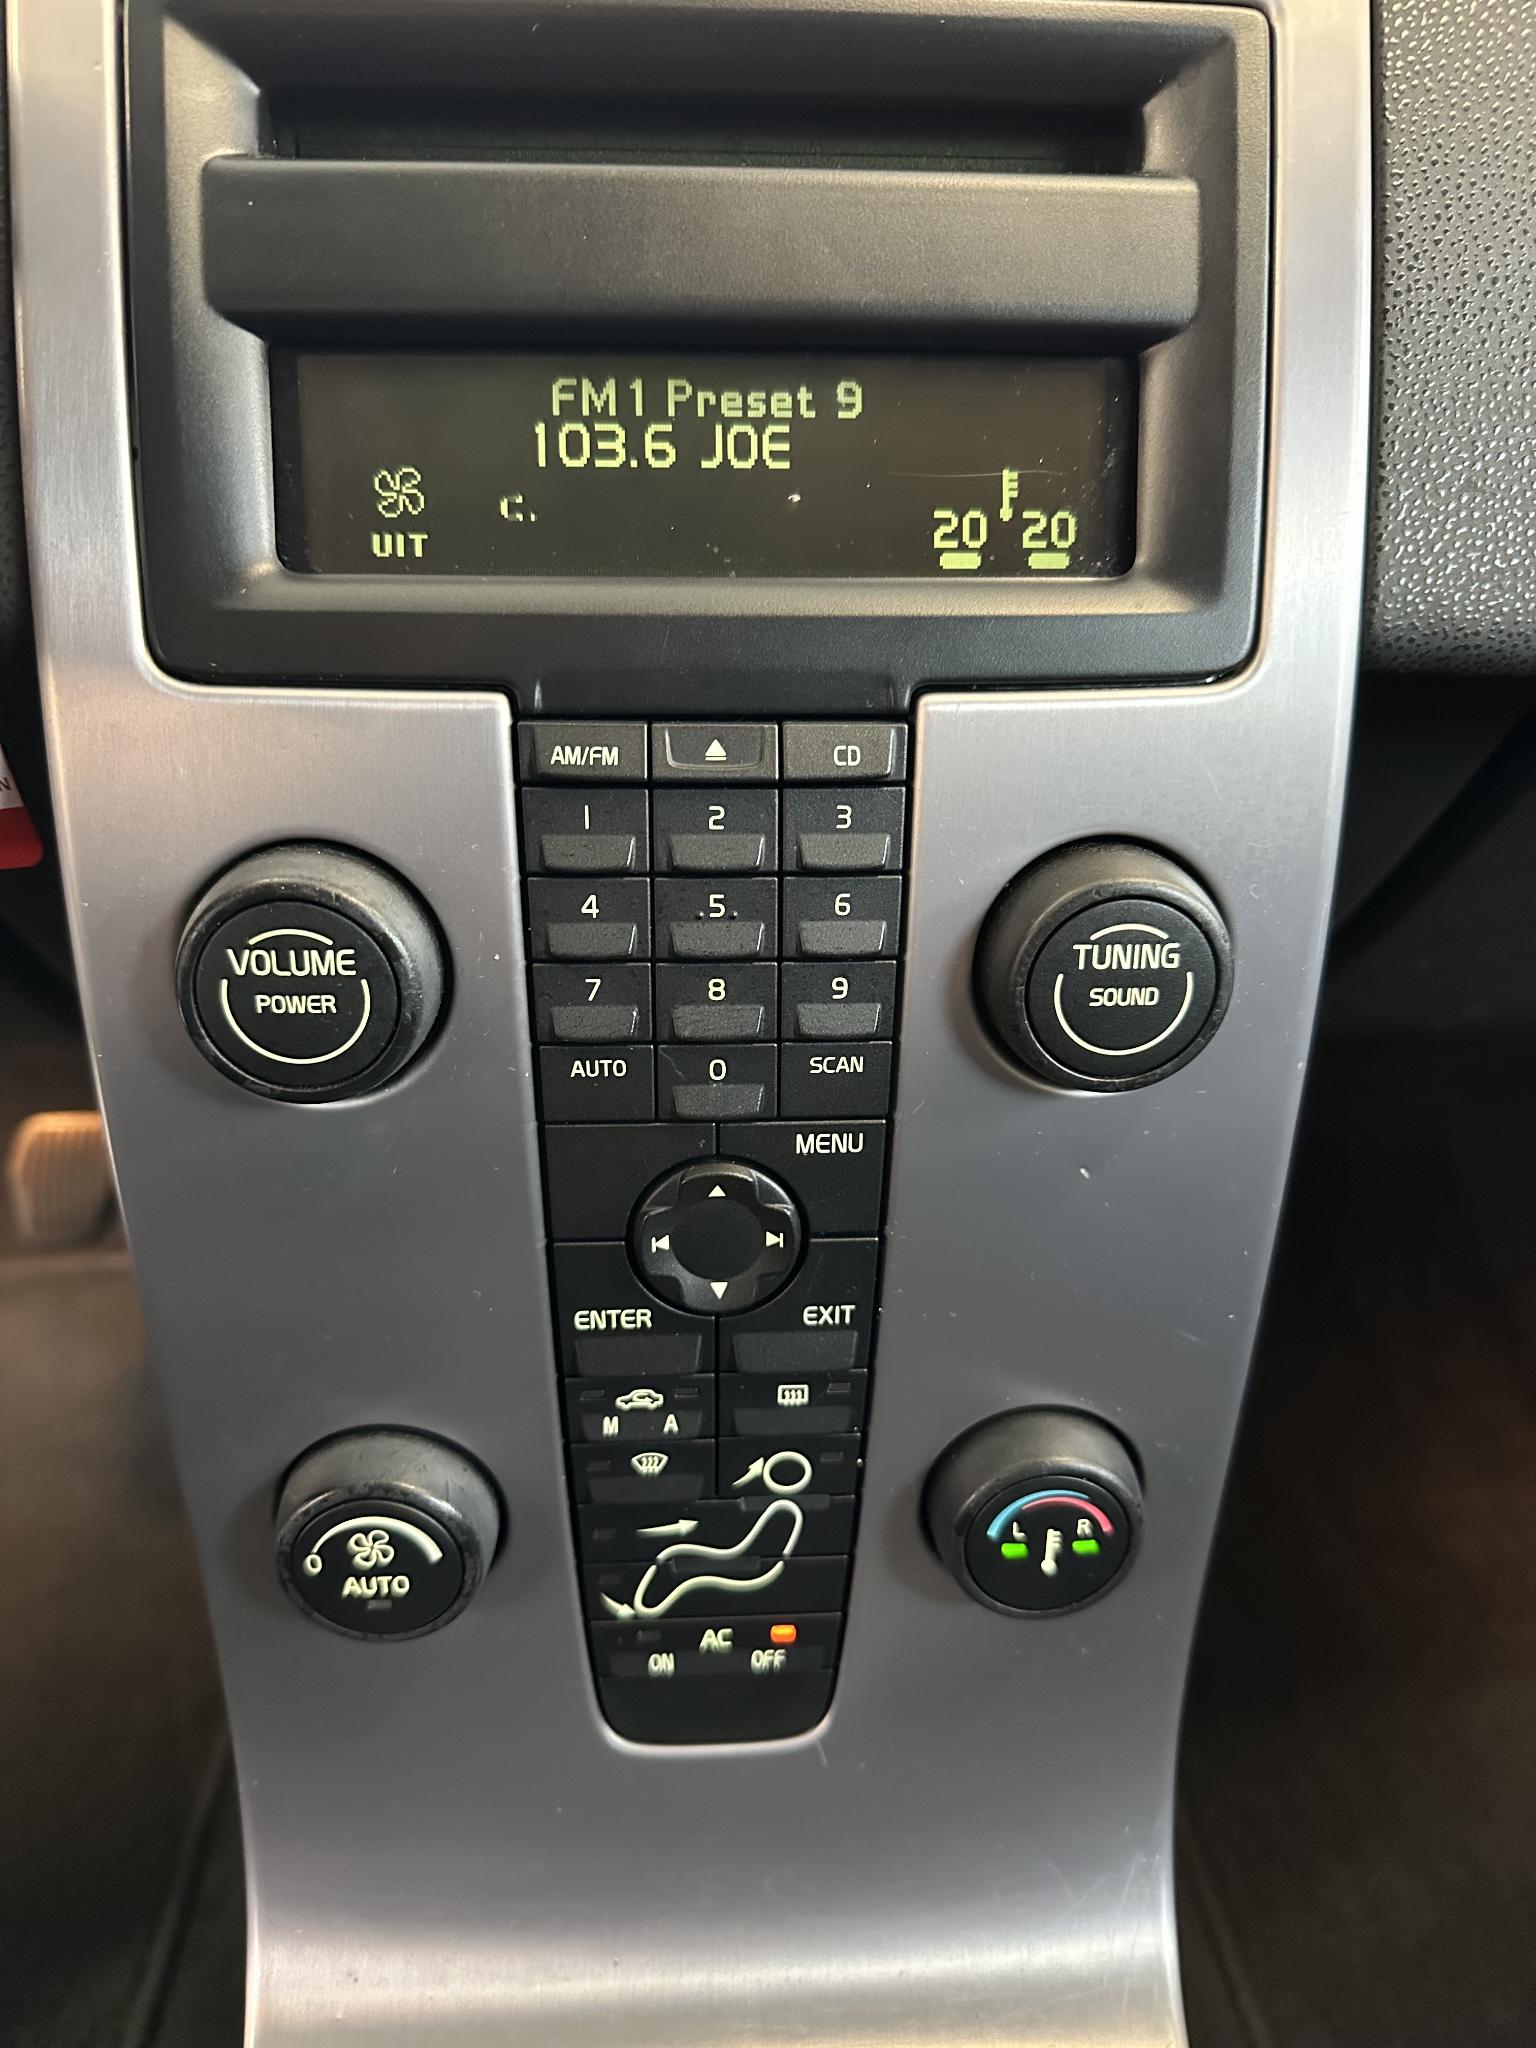 FM1 Preset 9
103.6 JOE
UIT
20 20
AM/FM CD
1 2 3
4 5 6
7 8 9
AUTO 0 SCAN
MENU
VOLUME
POWER
TUNING
SOUND
ENTER EXIT
M A
0
AUTO
L R
AC
ON OFF